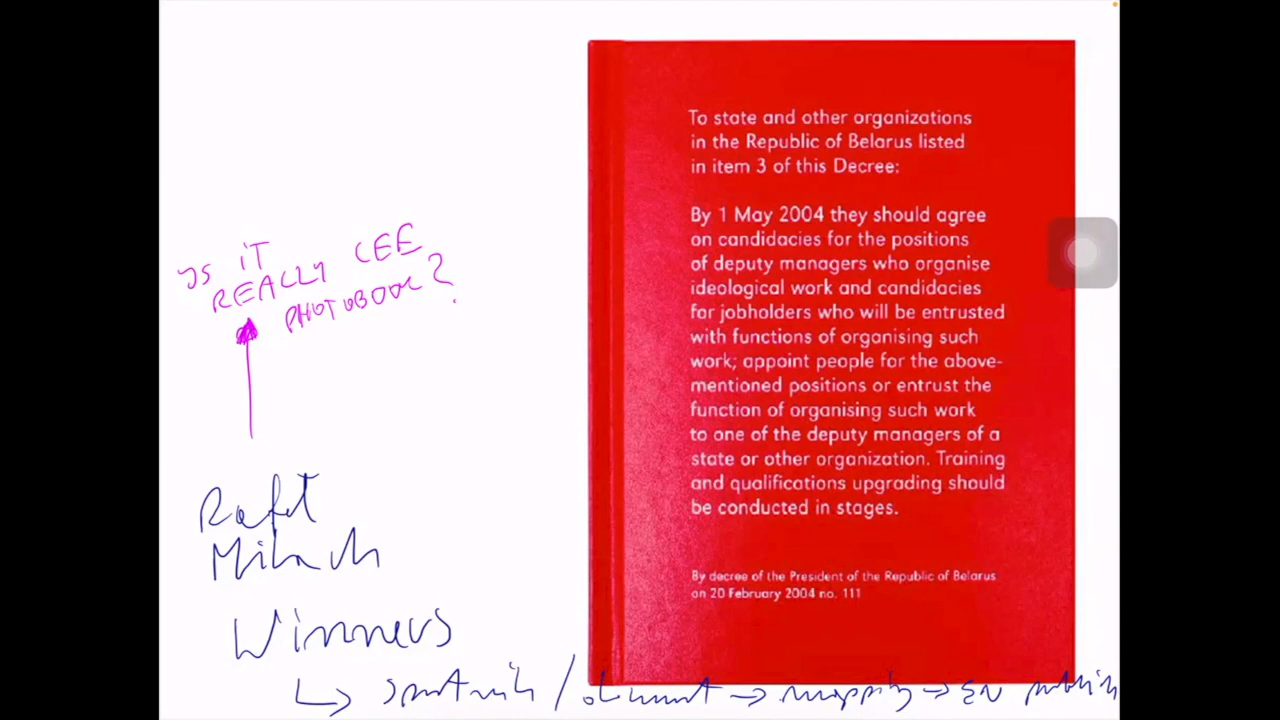 Is IT
REALLY CEE
PHOTOBOOK?
Rafał
Milach
Winners
↳ sputnik / → → EN
To state and other organizations
in the Republic of Belarus listed
in item 3 of this Decree:
By 1 May 2004 they should agree
on candidacies for the positions
of deputy managers who organise
ideological work and candidacies
for jobholders who will be entrusted
with functions of organising such
work; appoint people for the above-
mentioned positions or entrust the
function of organising such work
to one of the deputy managers of a
state or other organization. Training
and qualifications upgrading should
be conducted in stages.
By decree of the President of the Republic of Belarus
on 20 February 2004 no. 111